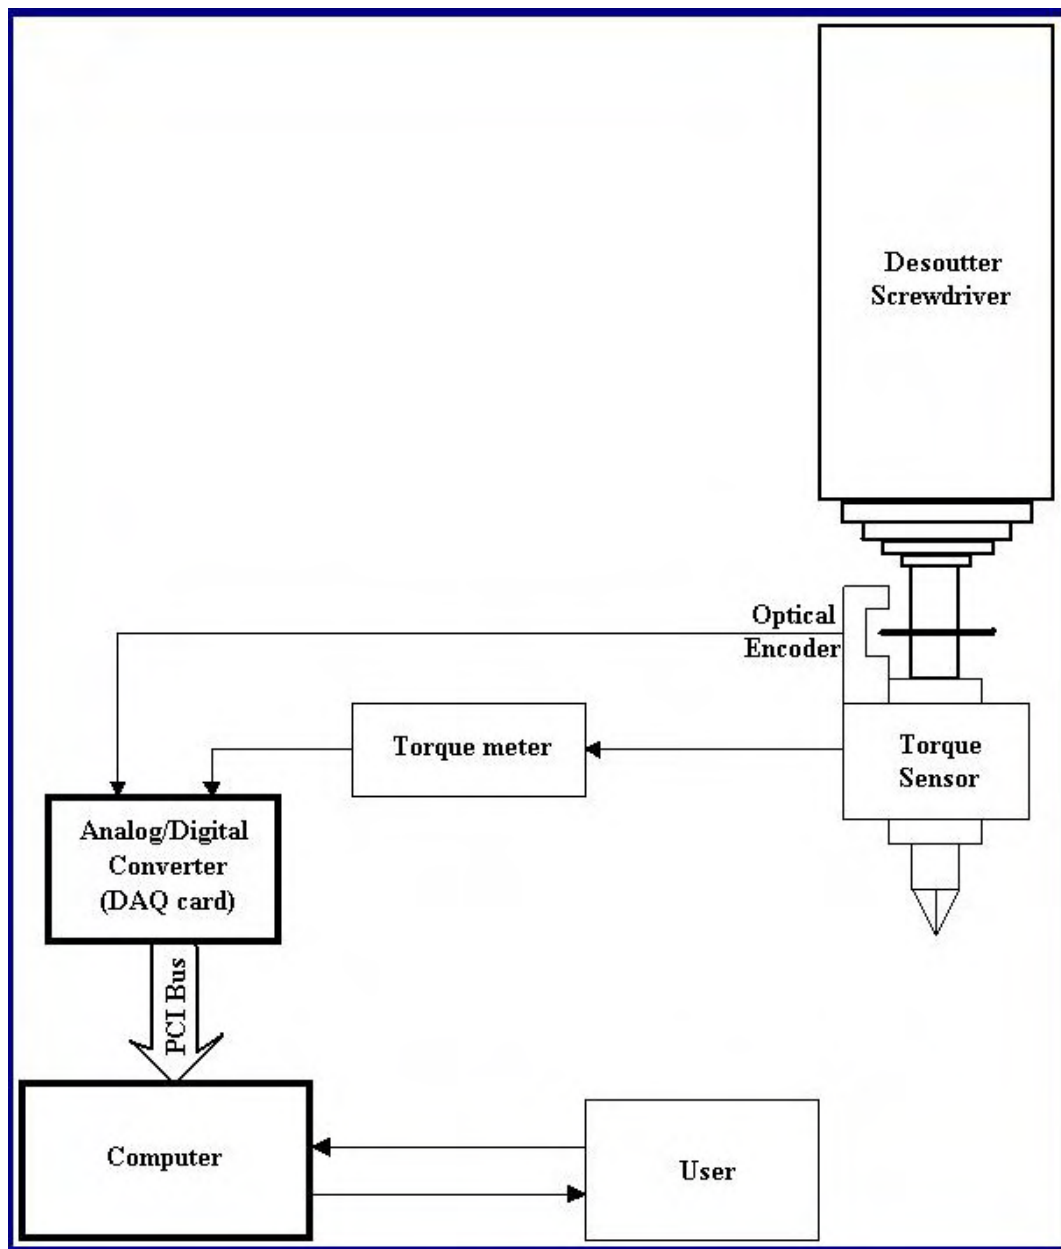 Desoutter
Screwdriver
Optical
Encoder
Torque meter
Torque
Sensor
Analog/Digital
Converter
(DAQ card)
PCI Bus
Computer
User